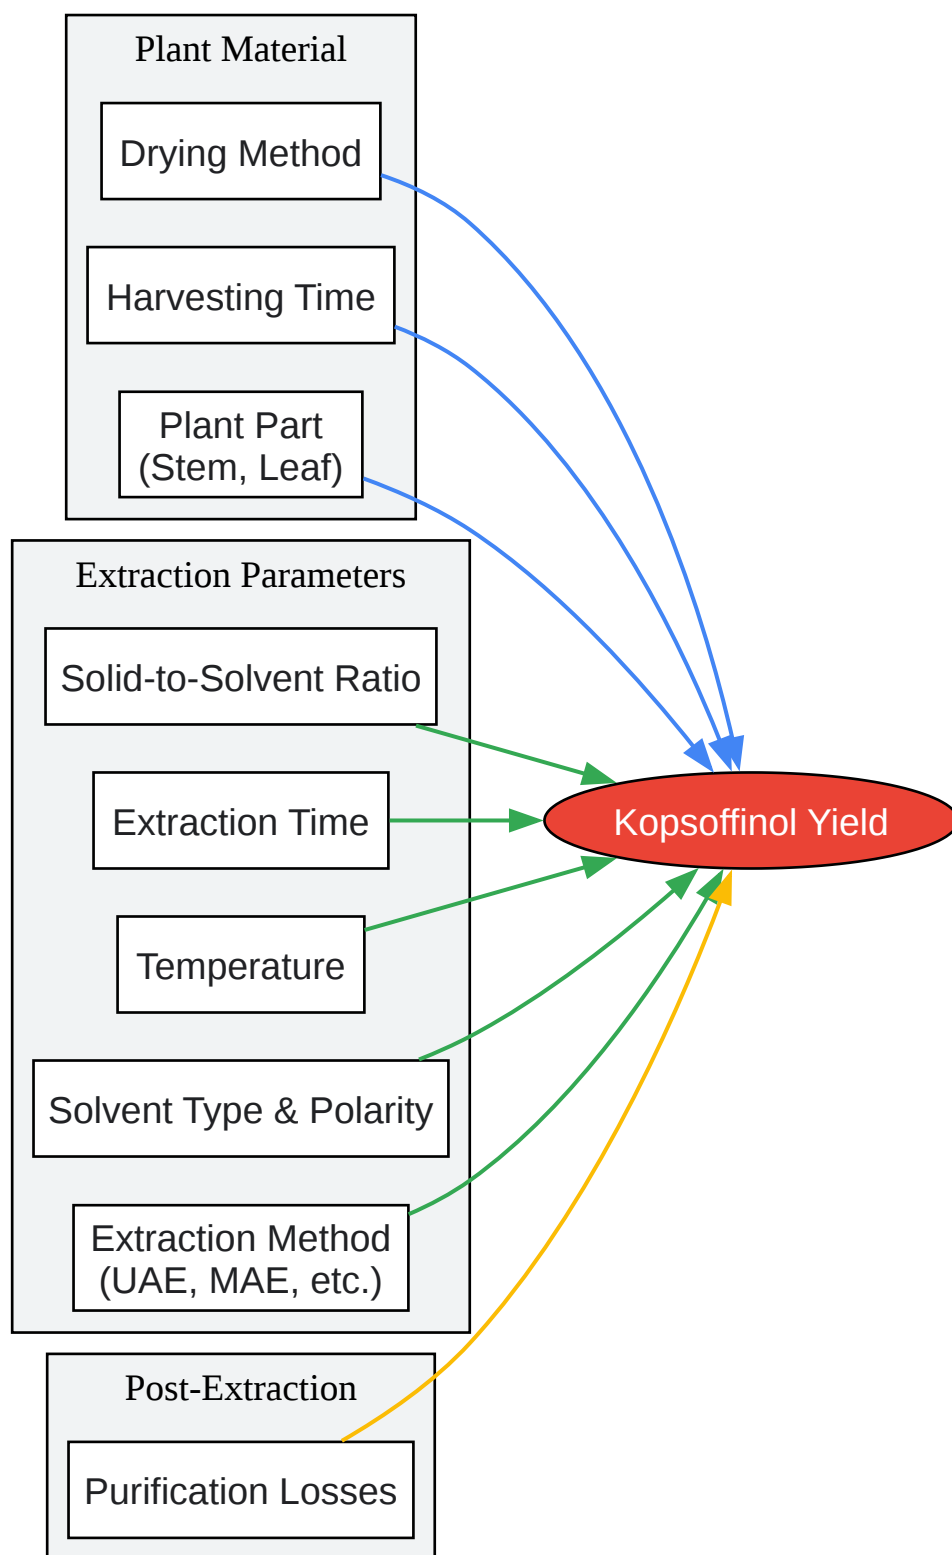 Plant Material
Drying Method
Harvesting Time
Plant Part
(Stem, Leaf)
Extraction Parameters
Solid-to-Solvent Ratio
Extraction Time
Kopsoffinol Yield
Temperature
Solvent Type & Polarity
Extraction Method
(UAE, MAE, etc.)
Post-Extraction
Purification Losses